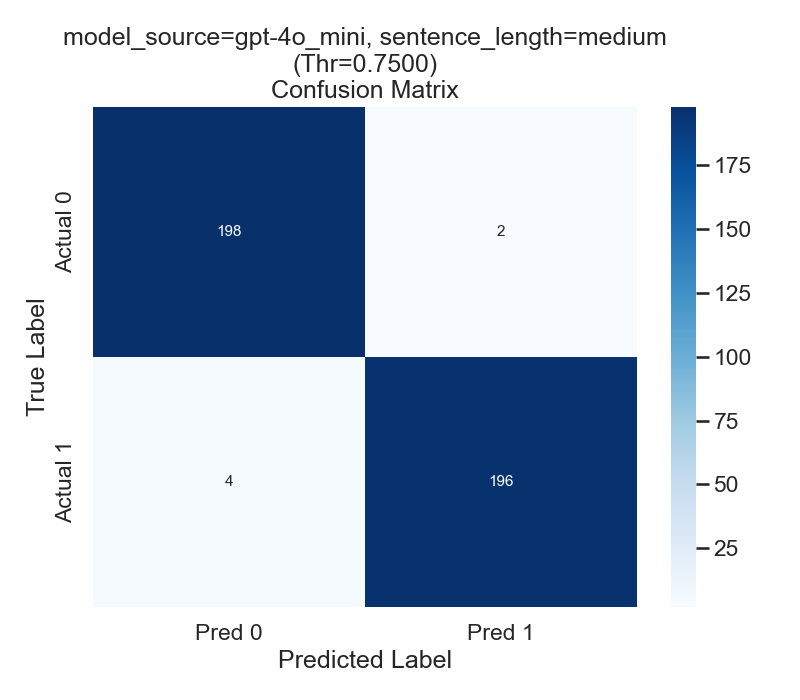 model_source=gpt-4o_mini, sentence_length=medium
(Thr=0.7500)
Confusion Matrix
Actual 0
198
2
175
150
125
100
75
50
25
True Label
Actual 1
4
196
Pred 0
Pred 1
Predicted Label